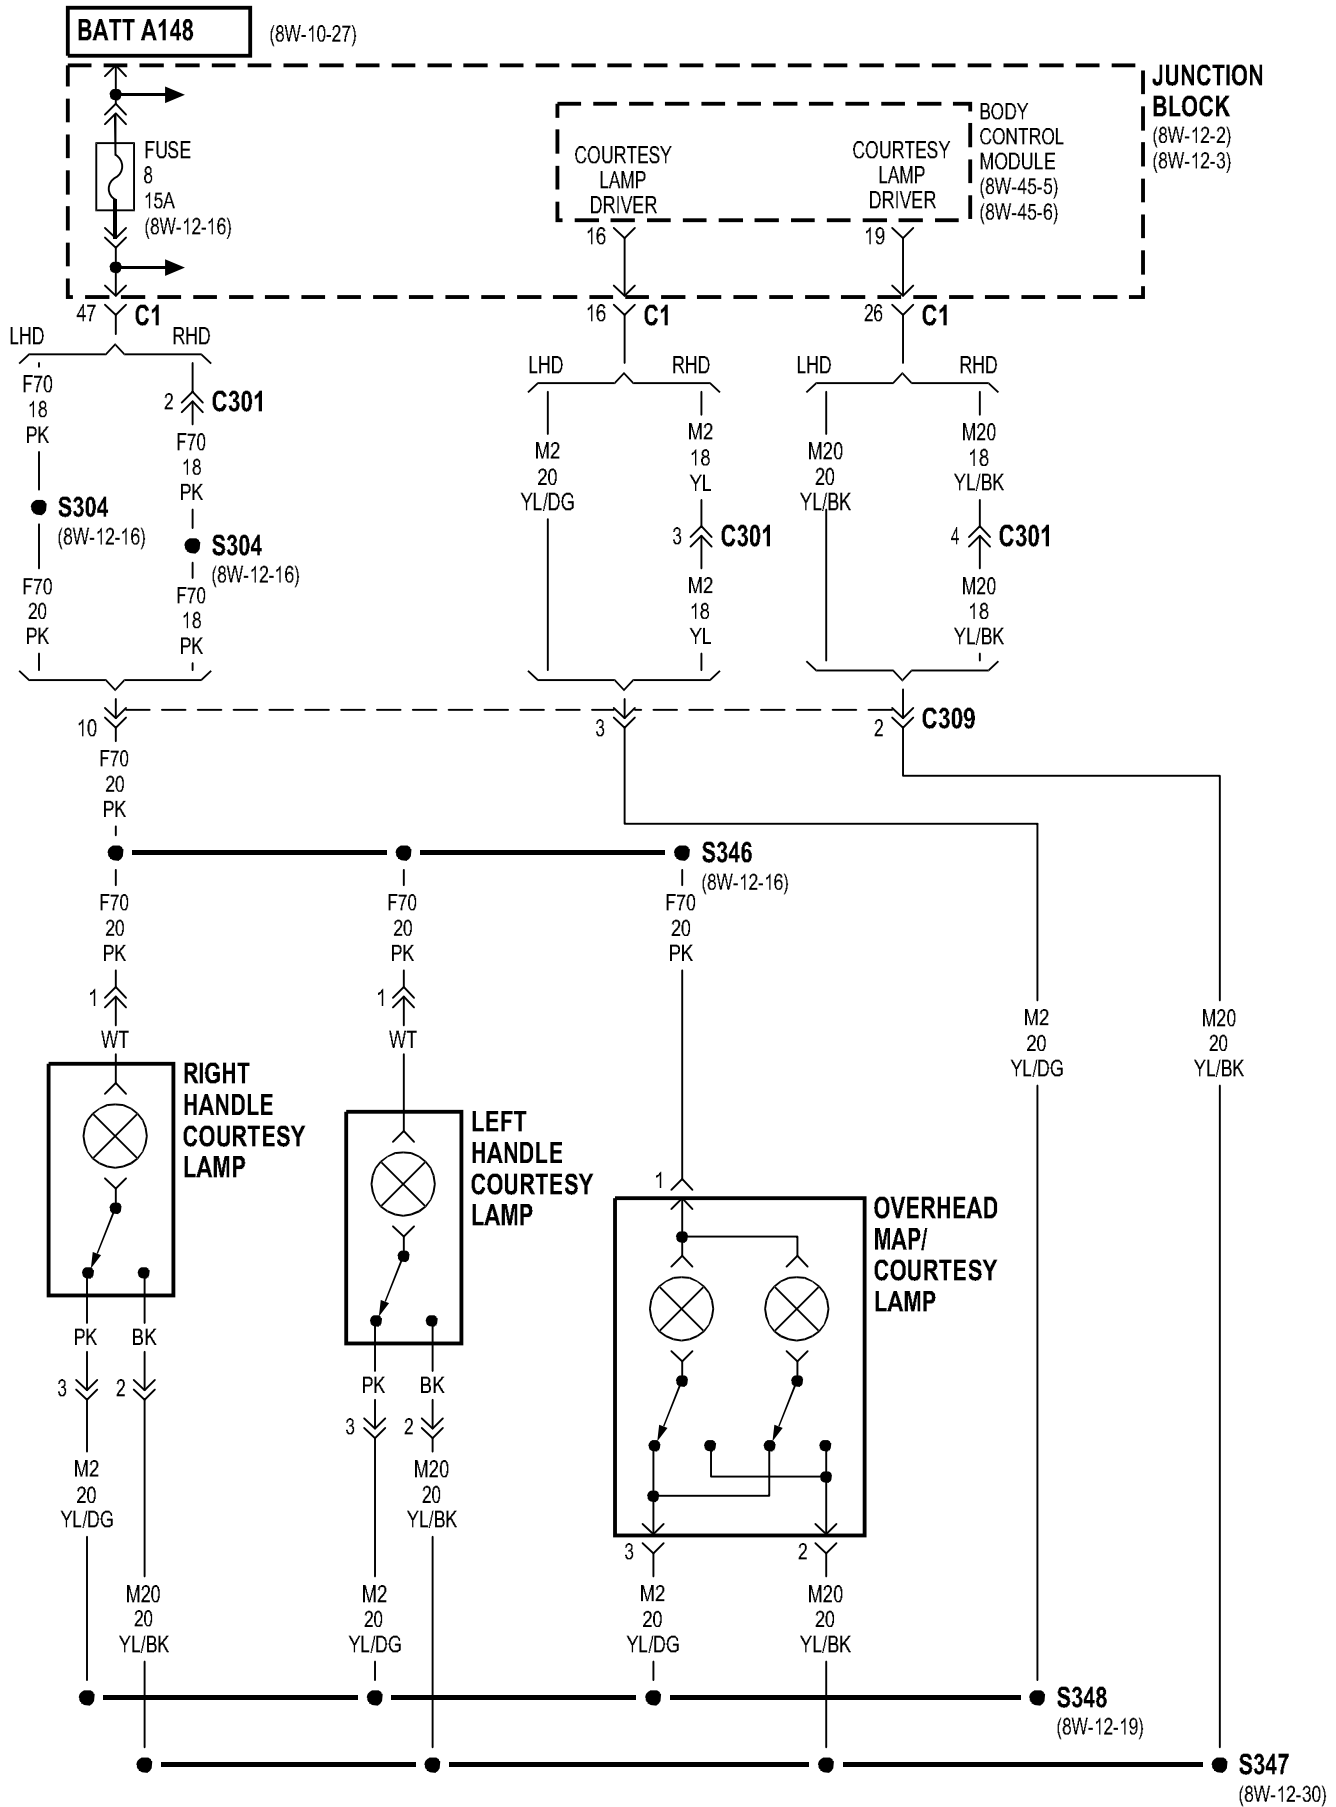 BATT A148
(8W-10-27)
JUNCTION
BLOCK
(8W-12-2)
(8W-12-3)
BODY
CONTROL
MODULE
(8W-45-5)
(8W-45-6)
FUSE
8
15A
(8W-12-16)
COURTESY
LAMP
DRIVER
COURTESY
LAMP
DRIVER
16
19
47
C1
16
C1
26
C1
LHD
RHD
LHD
RHD
LHD
RHD
F70
18
PK
2
C301
F70
18
PK
M2
20
YL/DG
M2
18
YL
M20
20
YL/BK
M20
18
YL/BK
S304
(8W-12-16)
S304
(8W-12-16)
3
C301
4
C301
F70
20
PK
F70
18
PK
M2
18
YL
M20
18
YL/BK
10
3
2
C309
F70
20
PK
S346
(8W-12-16)
F70
20
PK
F70
20
PK
F70
20
PK
1
WT
1
WT
M2
20
YL/DG
M20
20
YL/BK
RIGHT
HANDLE
COURTESY
LAMP
LEFT
HANDLE
COURTESY
LAMP
1
OVERHEAD
MAP/
COURTESY
LAMP
PK
BK
3
2
PK
BK
3
2
M2
20
YL/DG
M20
20
YL/BK
3
2
M20
20
YL/BK
M2
20
YL/DG
M2
20
YL/DG
M20
20
YL/BK
S348
(8W-12-19)
S347
(8W-12-30)